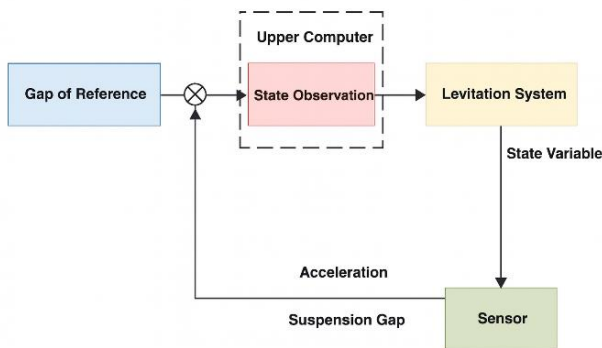 Upper Computer
Gap of Reference
State Observation
Levitation System
State Variable
Acceleration
Suspension Gap
Sensor